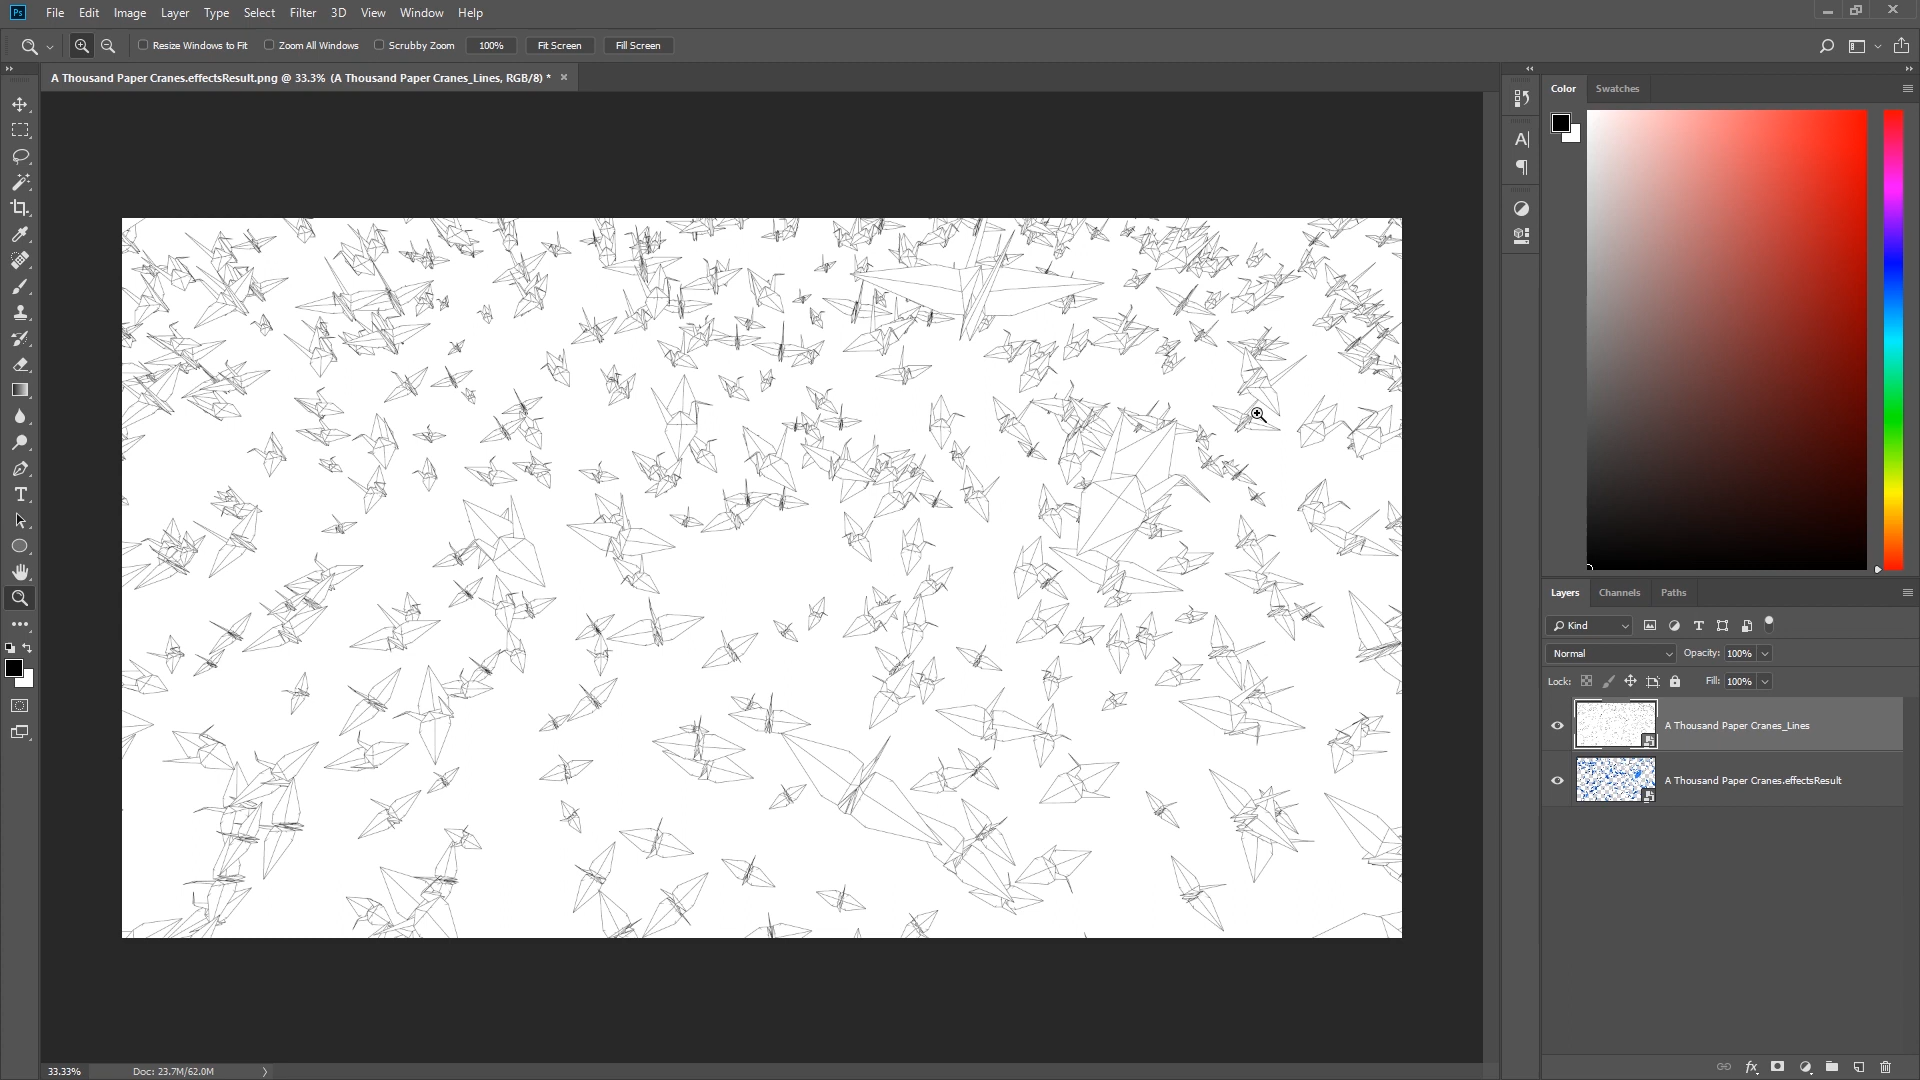 Ps File Edit Image Layer Type Select Filter 3D View Window Help
Resize Windows to Fit Zoom All Windows Scrubby Zoom 100% Fit Screen Fill Screen
A Thousand Paper Cranes.effectsResult.png @ 33.3% (A Thousand Paper Cranes_Lines, RGB/8) *
Color Swatches
Layers Channels Paths
Kind
Normal Opacity: 100%
Lock: Fill: 100%
A Thousand Paper Cranes_Lines
A Thousand Paper Cranes.effectsResult
fx
33.33% Doc: 23.7M/62.0M